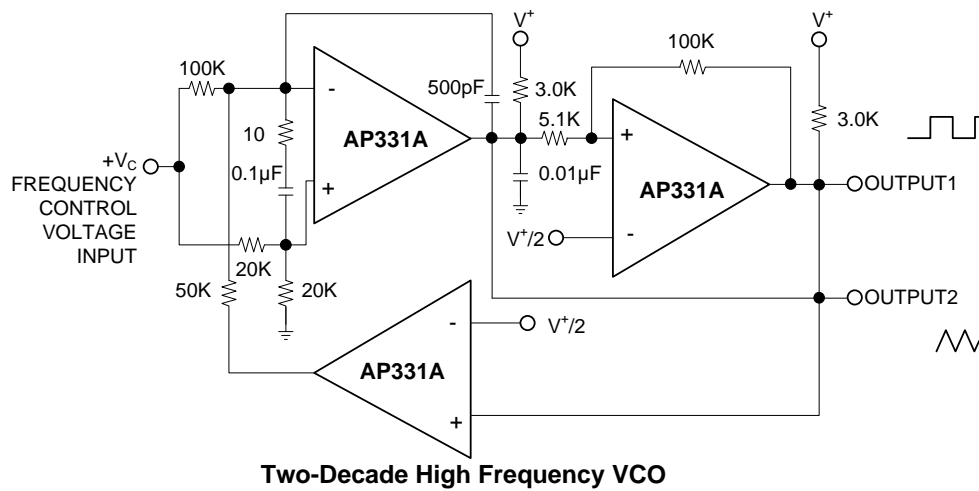 V+
V+
100K
100K
500pF
3.0K
3.0K
-
10
5.1K
+
AP331A
+VC
0.1µF
+
0.01µF
AP331A
OUTPUT1
FREQUENCY
CONTROL
VOLTAGE
INPUT
V+/2
-
20K
50K
20K
OUTPUT2
-
V+/2
AP331A
+
Two-Decade High Frequency VCO